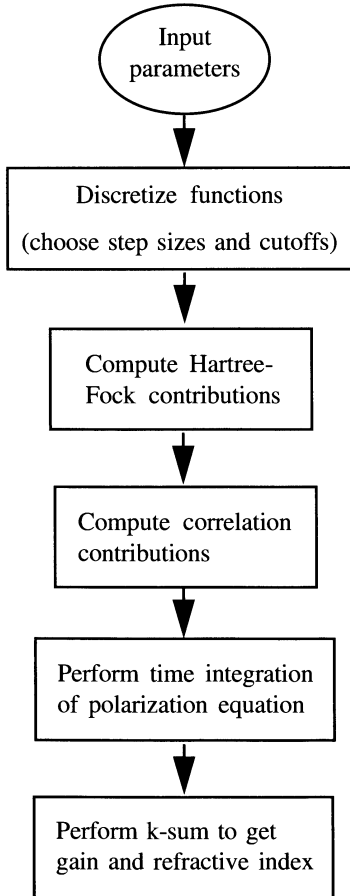 Input
parameters
Discretize functions
(choose step sizes and cutoffs)
Compute Hartree-
Fock contributions
Compute correlation
contributions
Perform time integration
of polarization equation
Perform k-sum to get
gain and refractive index